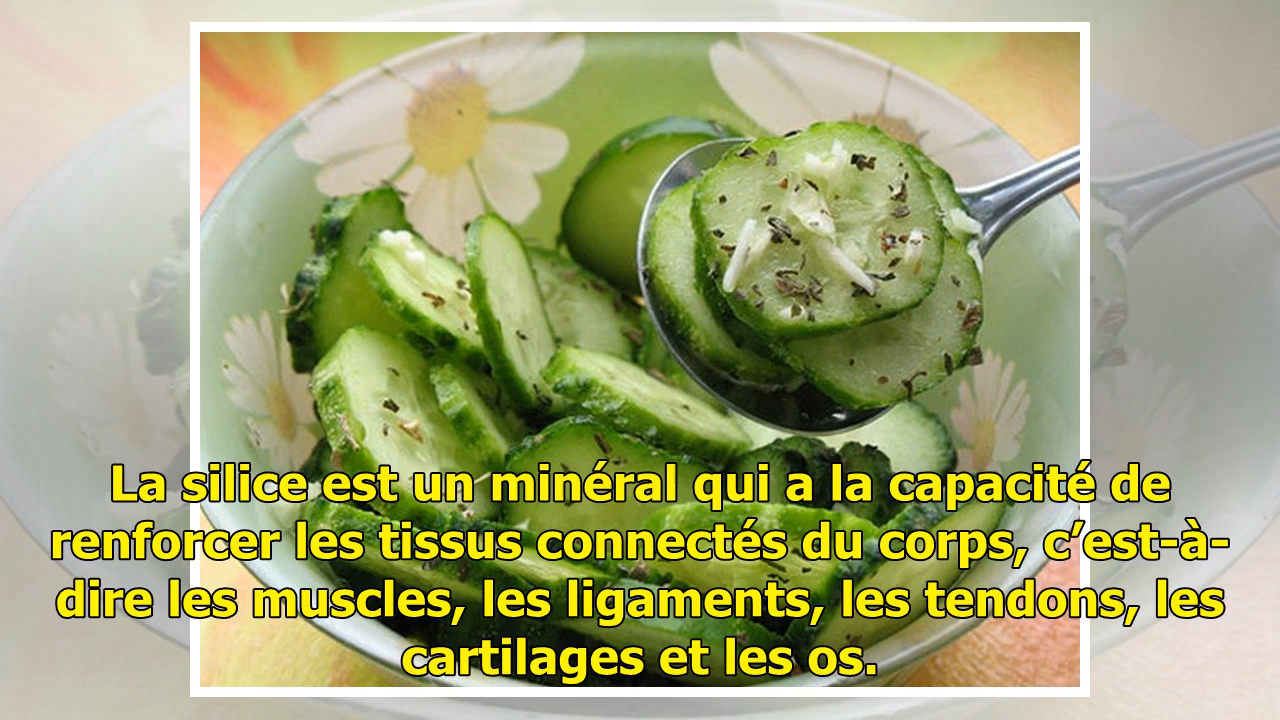 La silice est un minéral qui a la capacité de
renforcer les tissus connectés du corps, c’est-à-
dire les muscles, les ligaments, les tendons, les
cartilages et les os.